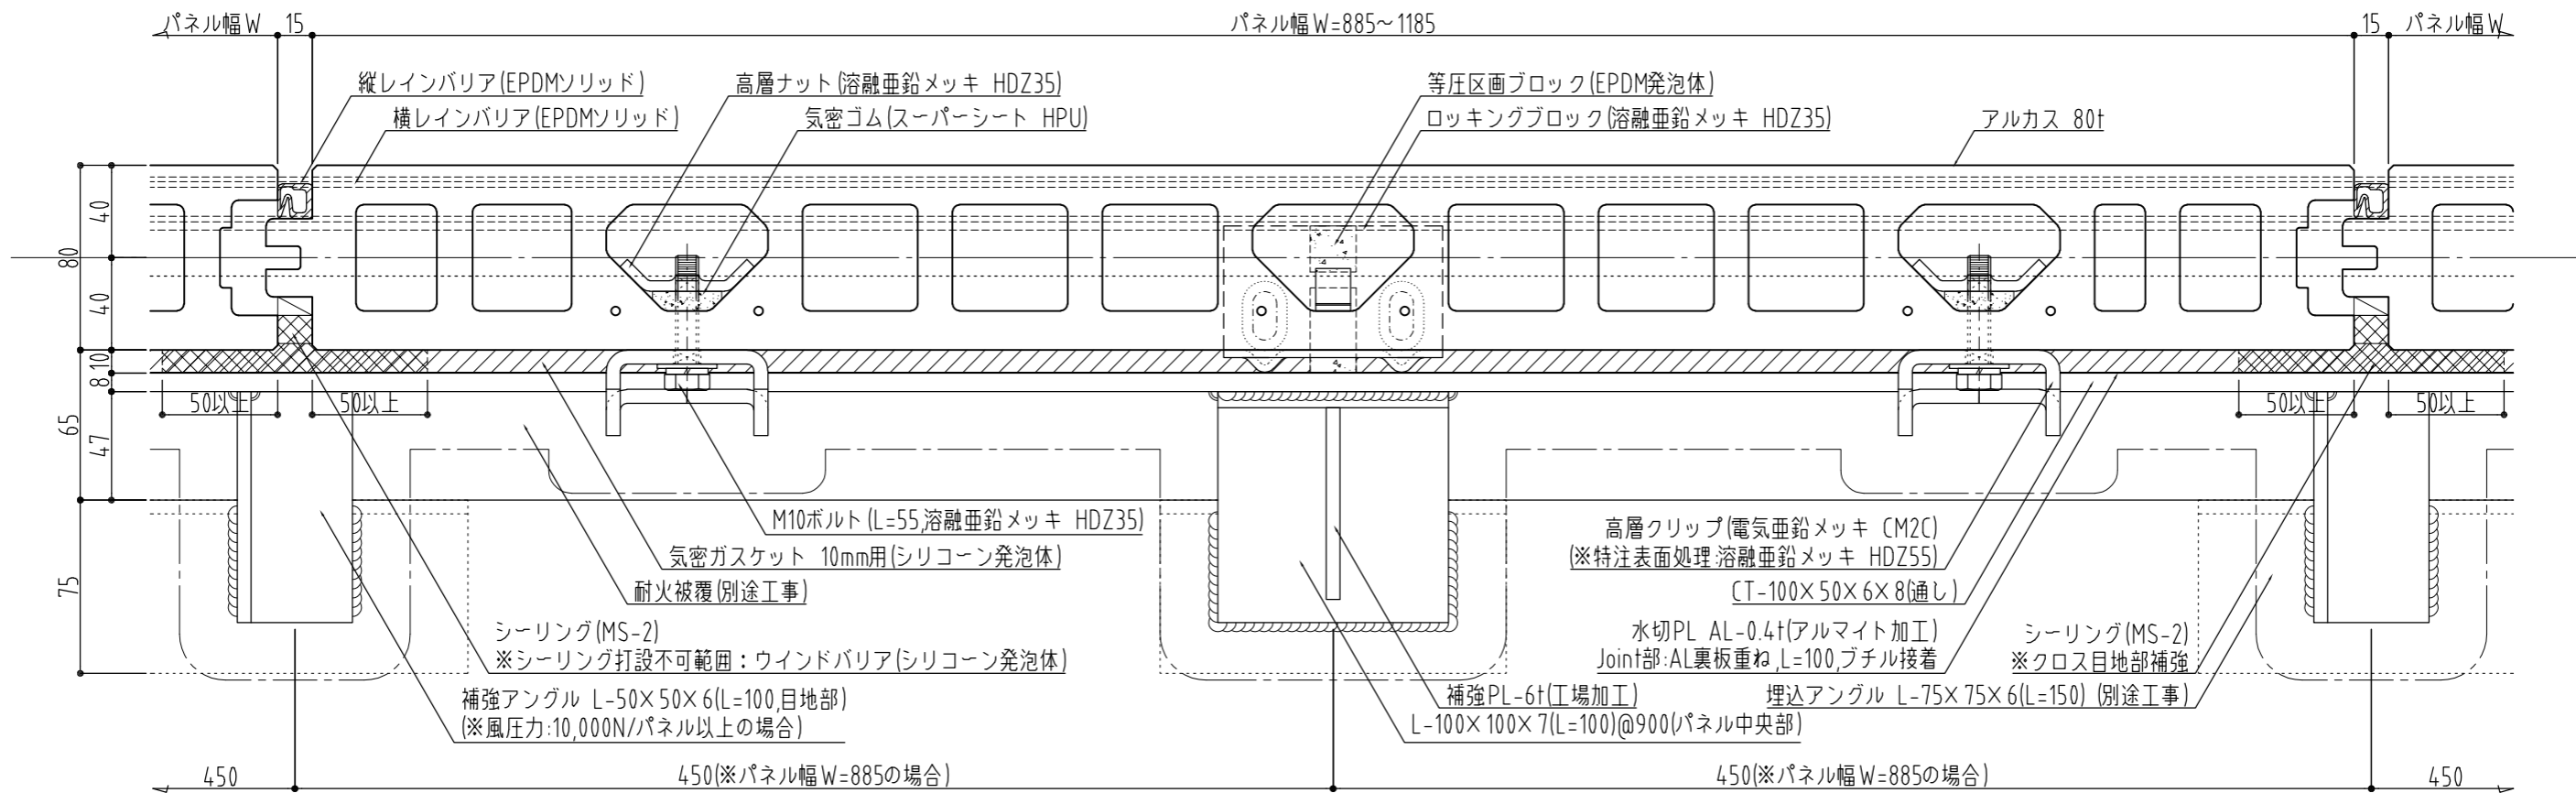 パネル幅W
15
パネル幅W=885~1185
15
パネル幅W
縦レインバリア(EPDMソリッド)
高層ナット(溶融亜鉛メッキ HDZ35)
等圧区画ブロック(EPDM発泡体)
横レインバリア(EPDMソリッド)
気密ゴム(スーパーシート HPU)
ロッキングブロック(溶融亜鉛メッキ HDZ35)
アルカス 80t
80
40
40
10
8
65
47
75
50以上
50以上
50以上
50以上
M10ボルト(L=55,溶融亜鉛メッキ HDZ35)
気密ガスケット 10mm用(シリコーン発泡体)
耐火被覆(別途工事)
シーリング(MS-2)
※シーリング打設不可範囲：ウインドバリア(シリコーン発泡体)
補強アングル L-50×50×6(L=100,目地部)
(※風圧力:10,000N/パネル以上の場合)
高層クリップ(電気亜鉛メッキ CM2C)
(※特注表面処理:溶融亜鉛メッキ HDZ55)
CT-100×50×6×8(通し)
水切PL AL-0.4t(アルマイト加工)
Joint部:AL裏板重ね,L=100,ブチル接着
シーリング(MS-2)
※クロス目地部補強
補強PL-6t(工場加工)
埋込アングル L-75×75×6(L=150) (別途工事)
L-100×100×7(L=100)@900(パネル中央部)
450
450(※パネル幅W=885の場合)
450(※パネル幅W=885の場合)
450